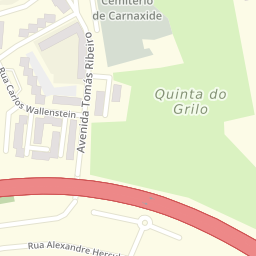 Cemitério
de Carnaxide
Avenida Tomás Ribeiro
Rua Carlos Wallenstein
Quinta do
Grilo
Rua Alexandre Hercul